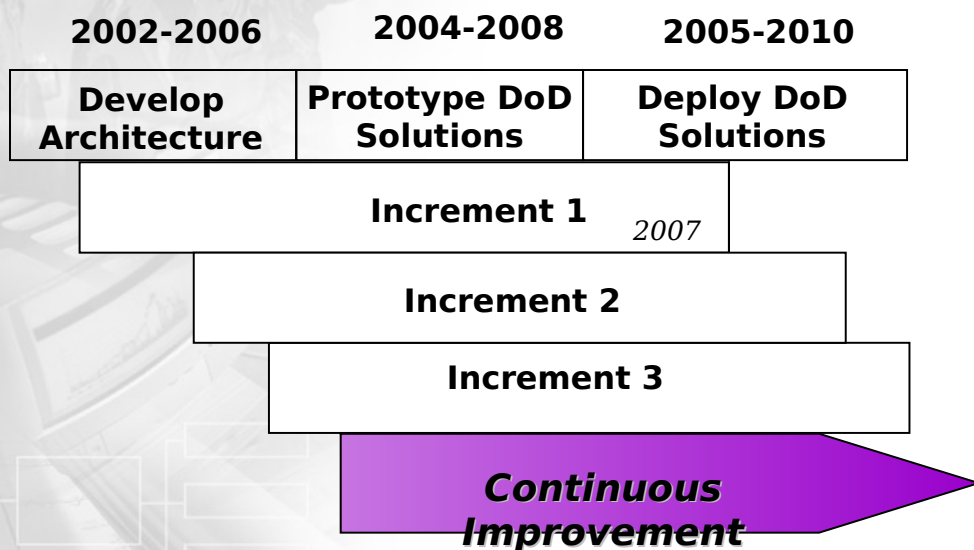 2002-2006
2004-2008
2005-2010
Develop
Architecture
Prototype DoD
Solutions
Deploy DoD
Solutions
Increment 1
2007
Increment 2
Increment 3
Continuous
Improvement